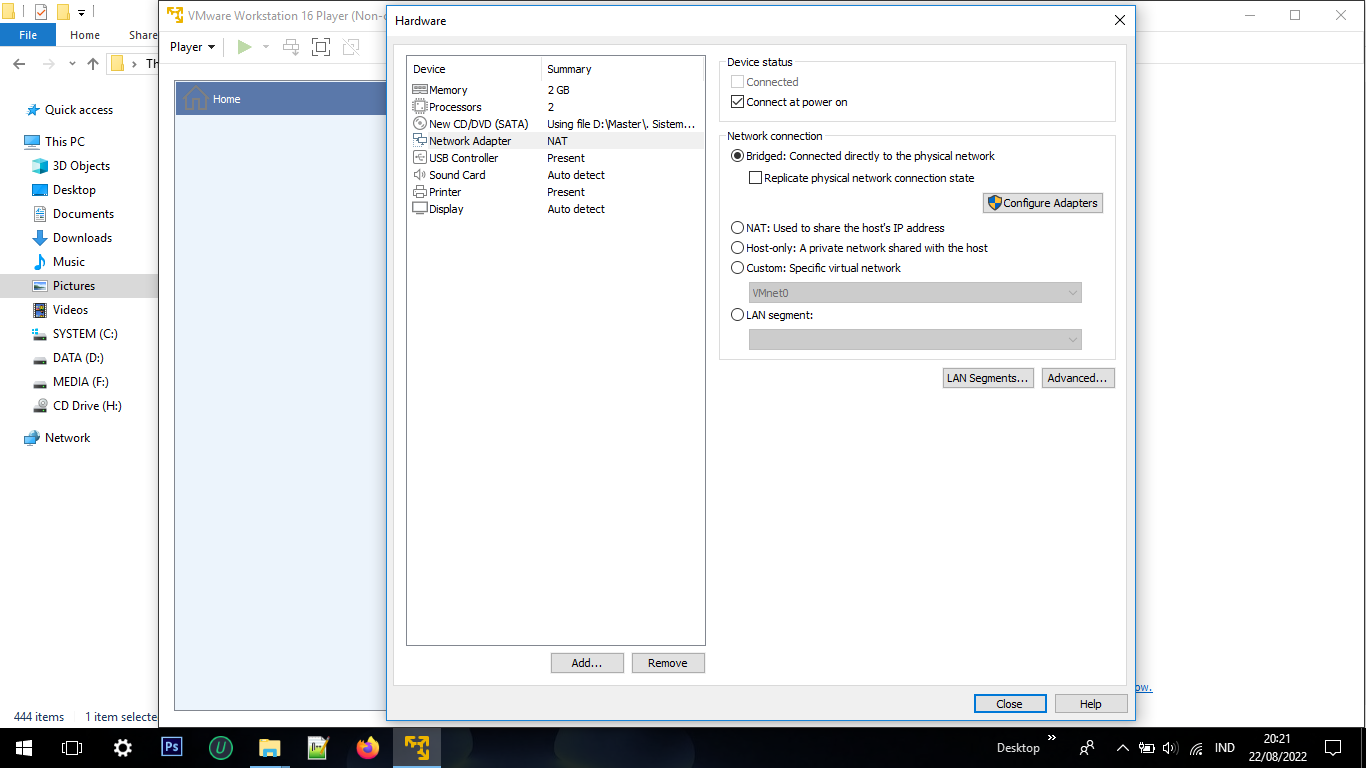 VMware Workstation 16 Player (Non-c
File
Home
Share
Player
Th
Quick access
This PC
3D Objects
Desktop
Documents
Downloads
Music
Pictures
Videos
SYSTEM (C:)
DATA (D:)
MEDIA (F:)
CD Drive (H:)
Network
444 items
1 item selecte
Home
Hardware
Device
Summary
Memory
2 GB
Processors
2
New CD/DVD (SATA)
Using file D:\Master\. Sistem...
Network Adapter
NAT
USB Controller
Present
Sound Card
Auto detect
Printer
Present
Display
Auto detect
Add...
Remove
Device status
Connected
Connect at power on
Network connection
Bridged: Connected directly to the physical network
Replicate physical network connection state
Configure Adapters
NAT: Used to share the host's IP address
Host-only: A private network shared with the host
Custom: Specific virtual network
VMnet0
LAN segment:
LAN Segments...
Advanced...
ow.
Close
Help
Ps
U
Desktop
IND
20:21
22/08/2022